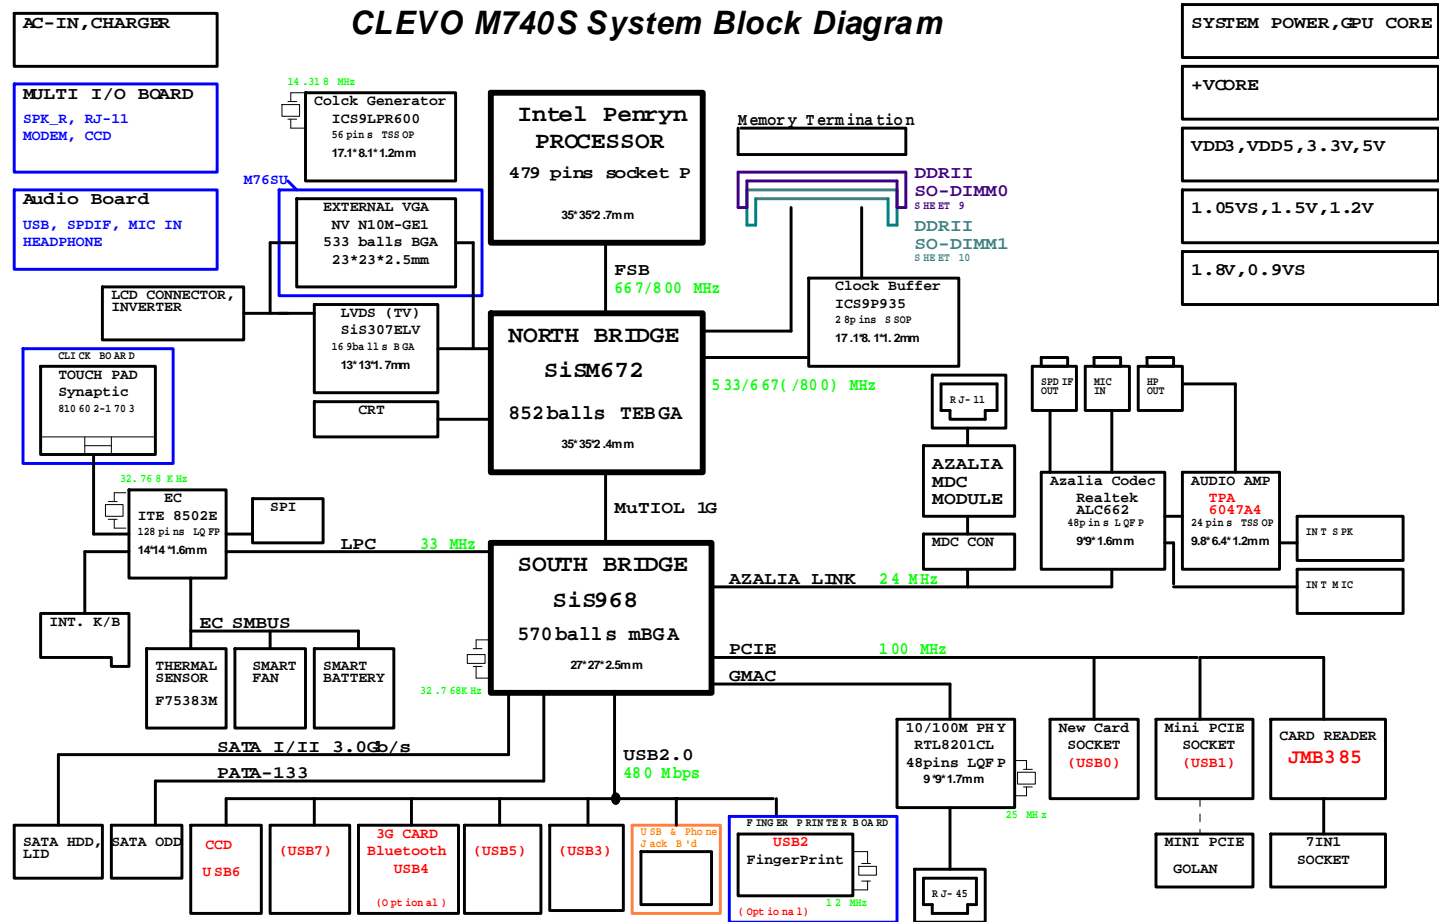 CLEVO M740S System Block Diagram
AC-IN,CHARGER
MULTI I/O BOARD
SPK_R, RJ-11
MODEM, CCD
Audio Board
USB, SPDIF, MIC IN
HEADPHONE
14.318 MHz
Colck Generator
ICS9LPR600
56pins TSSOP
17.1*8.1*1.2mm
M76SU
EXTERNAL VGA
NV N10M-GE1
533 balls BGA
23*23*2.5mm
Intel Penryn
PROCESSOR
479 pins socket P
35*35*2.7mm
FSB
667/800 MHz
Memory Termination
DDRII
SO-DIMM0
SHEET 9
DDRII
SO-DIMM1
SHEET 10
SYSTEM POWER,GPU CORE
+VCORE
VDD3,VDD5,3.3V,5V
1.05VS,1.5V,1.2V
1.8V,0.9VS
Clock Buffer
ICS9P935
28pins SSOP
17.1*8.1*1.2mm
LCD CONNECTOR,
INVERTER
LVDS (TV)
SiS307ELV
169balls BGA
13*13*1.7mm
CRT
NORTH BRIDGE
SiSM672
852balls TEBGA
35*35*2.4mm
533/667(/800) MHz
CLICK BOARD
TOUCH PAD
Synaptic
810602-1703
32.768KHz
EC
ITE 8502E
128pins LQFP
14*14*1.6mm
SPI
LPC
33 MHz
MuTIOL 1G
RJ-11
AZALIA
MDC
MODULE
MDC CON
SPDIF
OUT
MIC
IN
HP
OUT
Azalia Codec
Realtek
ALC662
48pins LQFP
9*9*1.6mm
AUDIO AMP
TPA
6047A4
24pins TSSOP
9.8*6.4*1.2mm
INT SPK
INT MIC
SOUTH BRIDGE
SiS968
570balls mBGA
27*27*2.5mm
AZALIA LINK
24 MHz
INT. K/B
EC SMBUS
THERMAL
SENSOR
F75383M
SMART
FAN
SMART
BATTERY
32.768KHz
PCIE
100 MHz
GMAC
10/100M PHY
RTL8201CL
48pins LQFP
9*9*1.7mm
25 MHz
RJ-45
New Card
SOCKET
(USB0)
Mini PCIE
SOCKET
(USB1)
CARD READER
JMB385
MINI PCIE
GOLAN
7IN1
SOCKET
SATA I/II 3.0Gb/s
PATA-133
USB2.0
480 Mbps
SATA HDD,
LID
SATA ODD
CCD
USB6
(USB7)
3G CARD
Bluetooth
USB4
(Optional)
(USB5)
(USB3)
USB & Phone
Jack B'd
FINGER PRINTER BOARD
USB2
FingerPrint
12 MHz
(Optional)